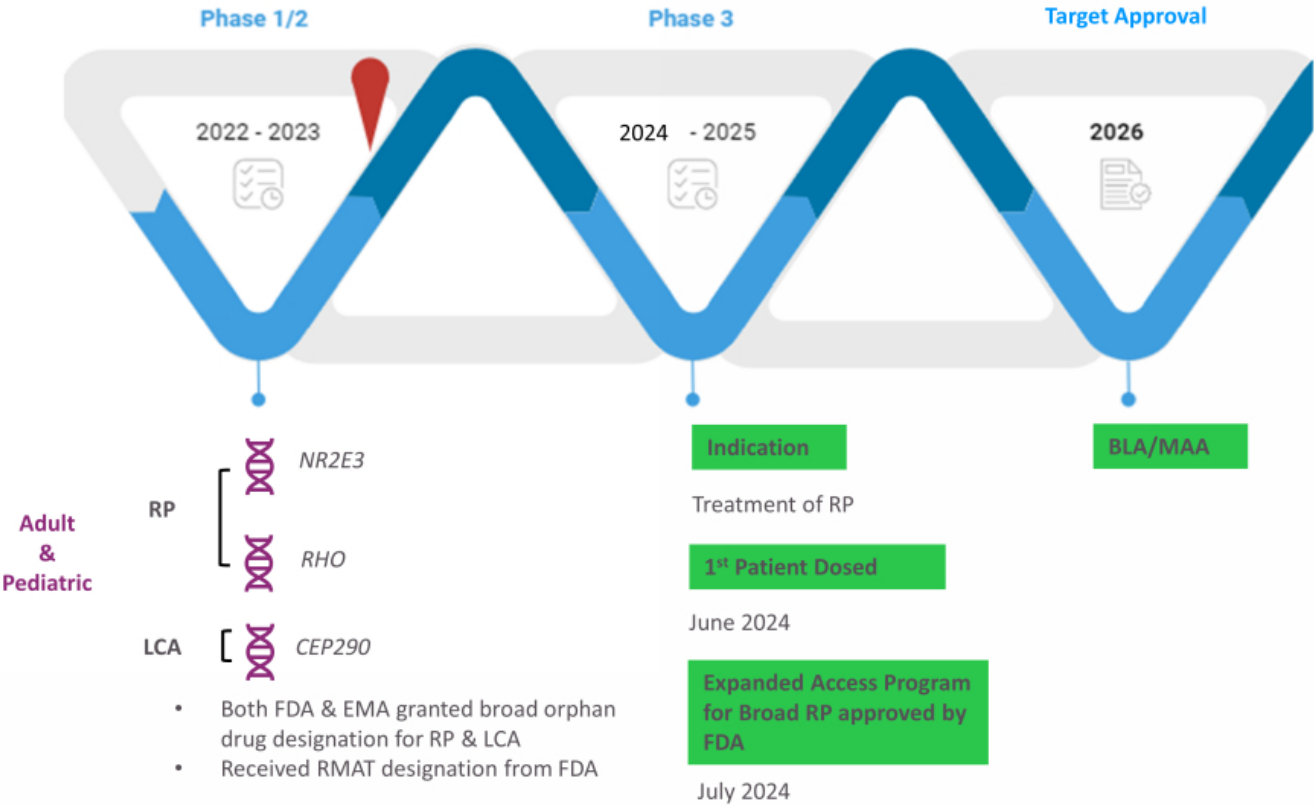 Phase 1/2
Phase 3
Target Approval
2022 - 2023
2024 - 2025
2026
Adult
&
Pediatric
RP
NR2E3
RHO
LCA
CEP290
• Both FDA & EMA granted broad orphan
drug designation for RP & LCA
• Received RMAT designation from FDA
Indication
Treatment of RP
1st Patient Dosed
June 2024
Expanded Access Program
for Broad RP approved by
FDA
July 2024
BLA/MAA